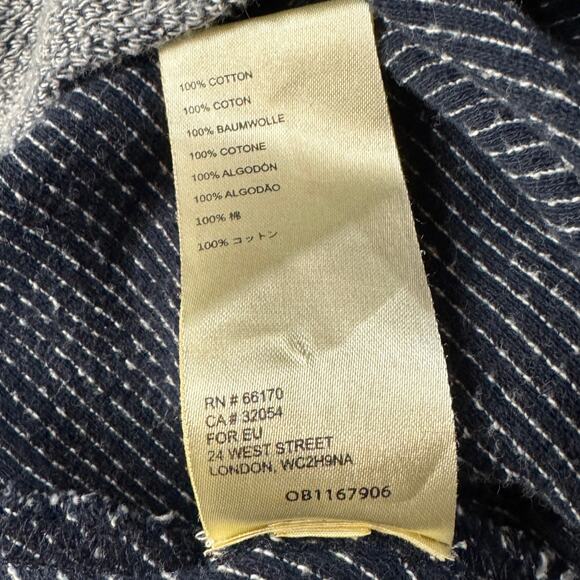 100% COTTON
100% COTON
100% BAUMWOLLE
100% COTONE
100% ALGODÓN
100% ALGODÃO
100% 棉
100% コットン
RN # 66170
CA # 32054
FOR EU
24 WEST STREET
LONDON, WC2H9NA
OB1167906